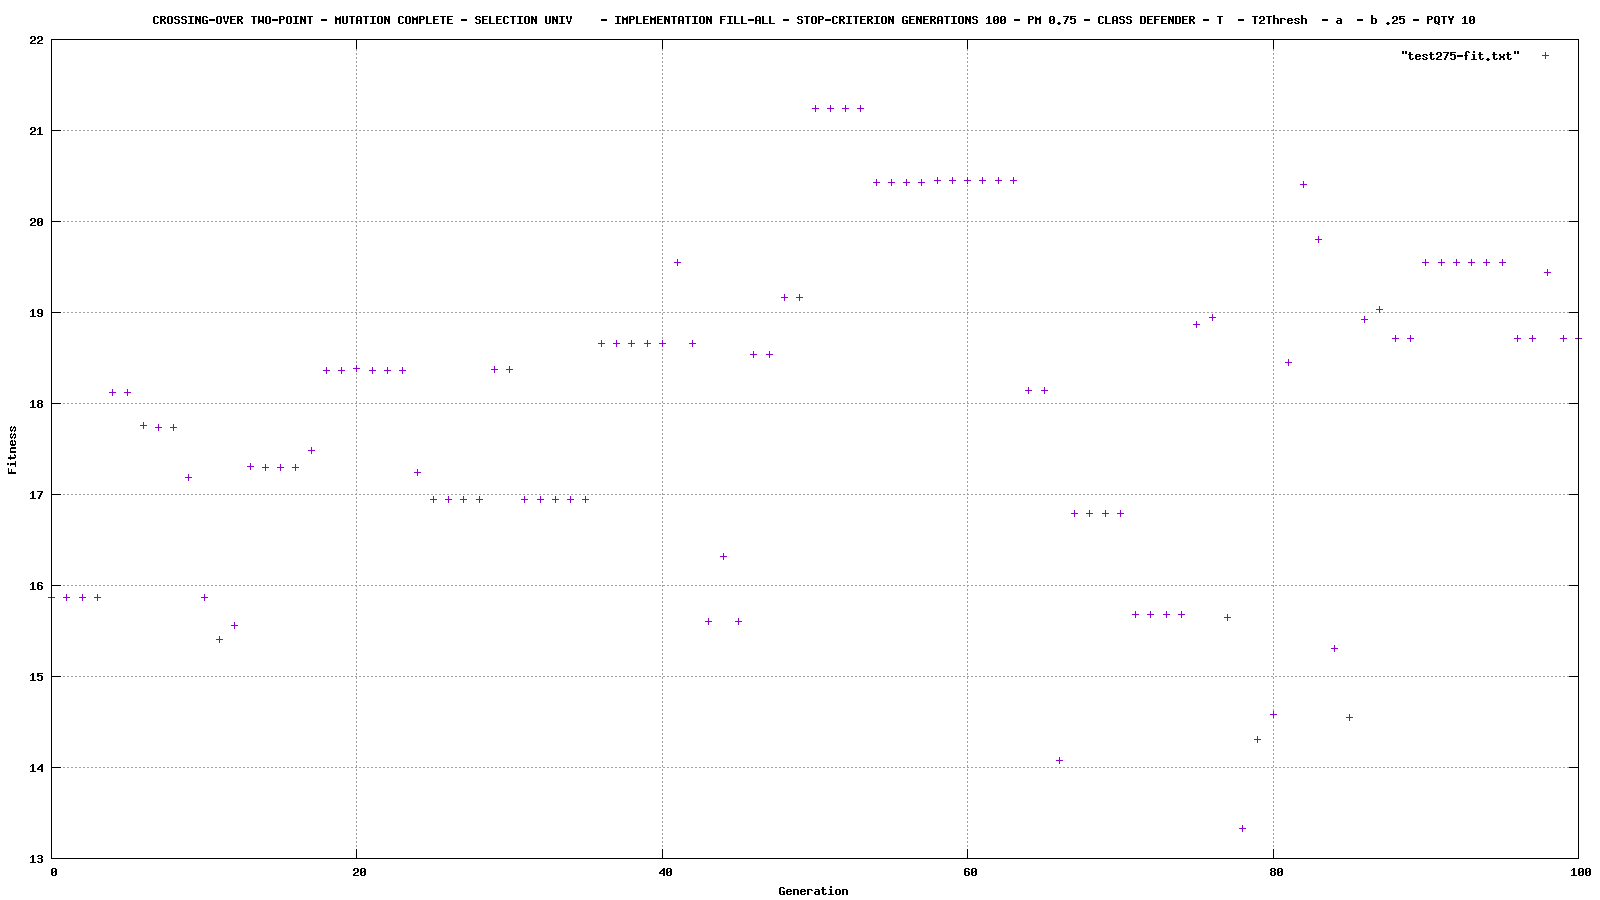 CROSSING-OVER TWO-POINT - MUTATION COMPLETE - SELECTION UNIV - IMPLEMENTATION FILL-ALL - STOP-CRITERION GENERATIONS 100 - PM 0.75 - CLASS DEFENDER - T - T2Thresh - a - b .25 - PQTY 10
"test275-fit.txt"
22
21
20
19
18
17
16
15
14
13
Fitness
0 20 40 60 80 100
Generation